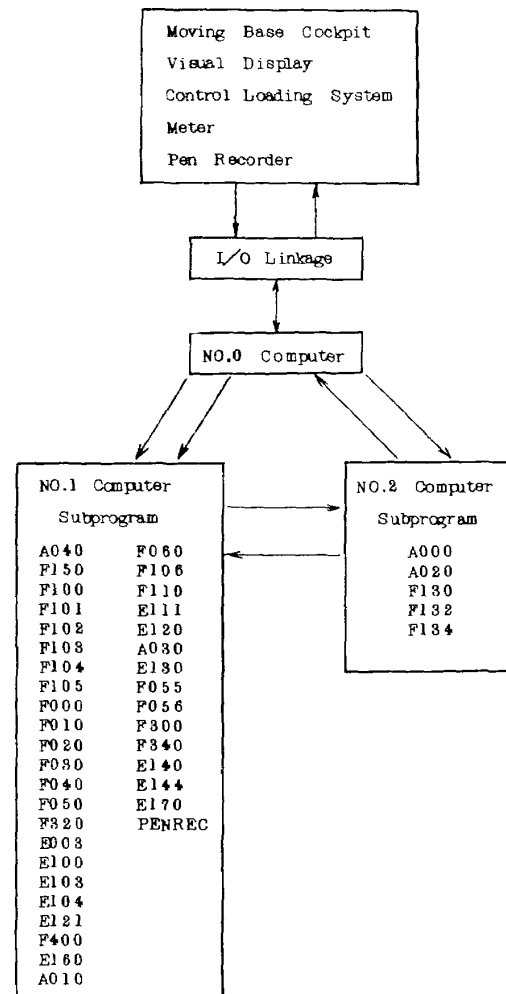 Moving Base Cockpit
Visual Display
Control Loading System
Meter
Pen Recorder
I/O Linkage
NO.0 Computer
NO.1 Computer
Subprogram
A040 F060
F150 F106
F100 F110
F101 E111
F102 E120
F103 A030
F104 E130
F105 F055
F000 F056
F010 F300
F020 F340
F030 E140
F040 E144
F050 E170
F320 PENREC
E003
E100
E103
E104
E121
F400
E160
A010
NO.2 Computer
Subprogram
A000
A020
F130
F132
F134